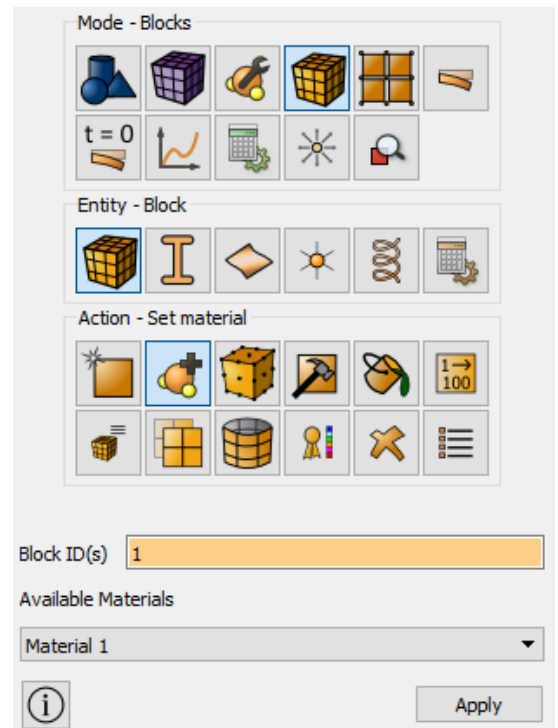 Mode - Blocks
t = 0
Entity - Block
Action - Set material
1→
100
Block ID(s) 1
Available Materials
Material 1
i
Apply